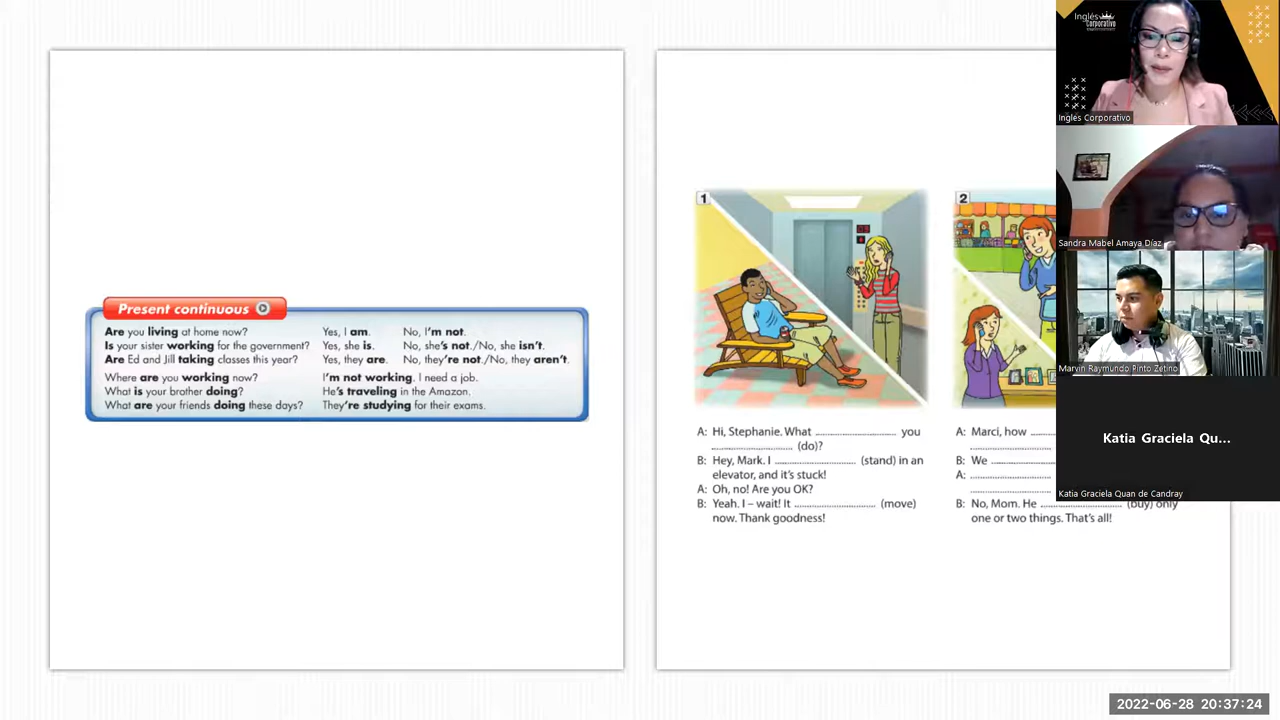 Present continuous
Are you living at home now? Yes, I am. No, I'm not.
Is your sister working for the government? Yes, she is. No, she's not./No, she isn't.
Are Ed and Jill taking classes this year? Yes, they are. No, they're not./No, they aren't.
Where are you working now? I'm not working. I need a job.
What is your brother doing? He's traveling in the Amazon.
What are your friends doing these days? They're studying for their exams.
1
A: Hi, Stephanie. What ........................ you
........................ (do)?
B: Hey, Mark. I ........................ (stand) in an
elevator, and it's stuck!
A: Oh, no! Are you OK?
B: Yeah. I – wait! It ........................ (move)
now. Thank goodness!
2
A: Marci, how ........
........................
B: We ........................
A: ........................
........................
B: No, Mom. He ........................ (buy) only
one or two things. That's all!
Inglés
Corporativo
Inglés Corporativo
Sandra Mabel Amaya Díaz
Marvin Raymundo Pinto Zetino
Katia Graciela Qu...
Katia Graciela Quan de Candray
2022-06-28 20:37:24